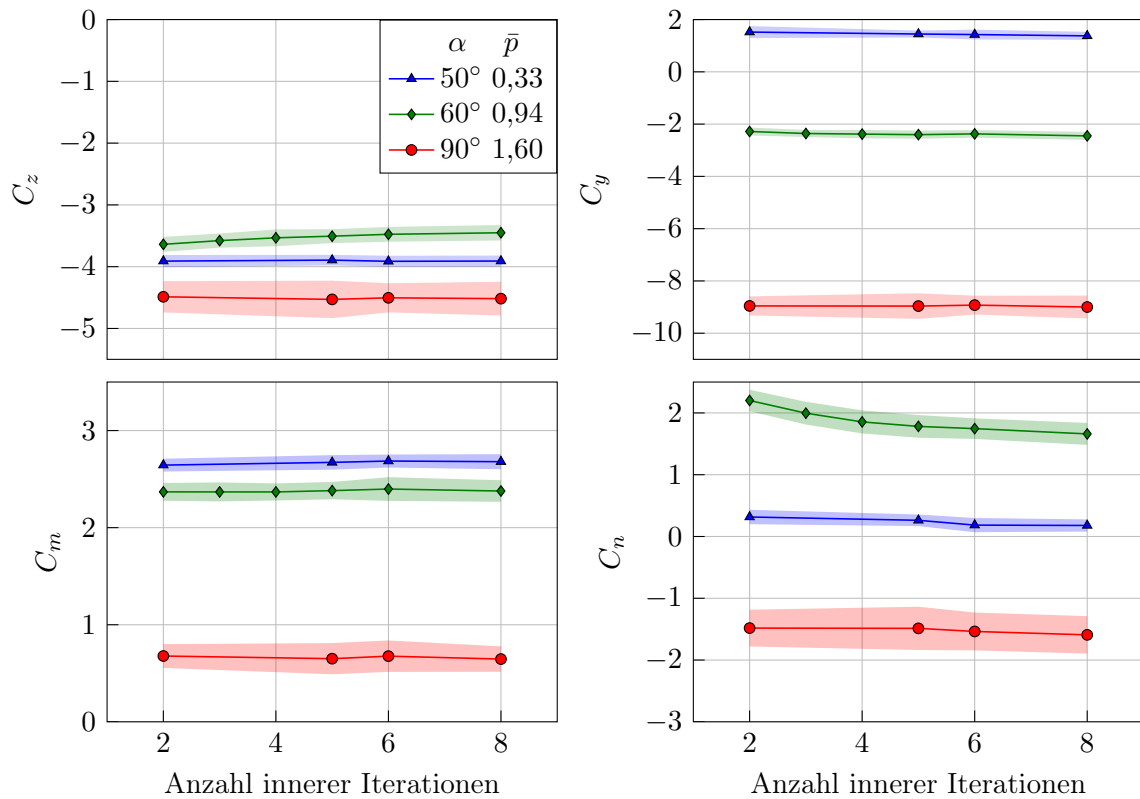 0
−1
−2
−3
−4
−5
C_z
α p̄
50° 0,33
60° 0,94
90° 1,60
2
0
−2
−4
−6
−8
−10
C_y
3
2
1
0
C_m
2 4 6 8
Anzahl innerer Iterationen
2
1
0
−1
−2
−3
C_n
2 4 6 8
Anzahl innerer Iterationen